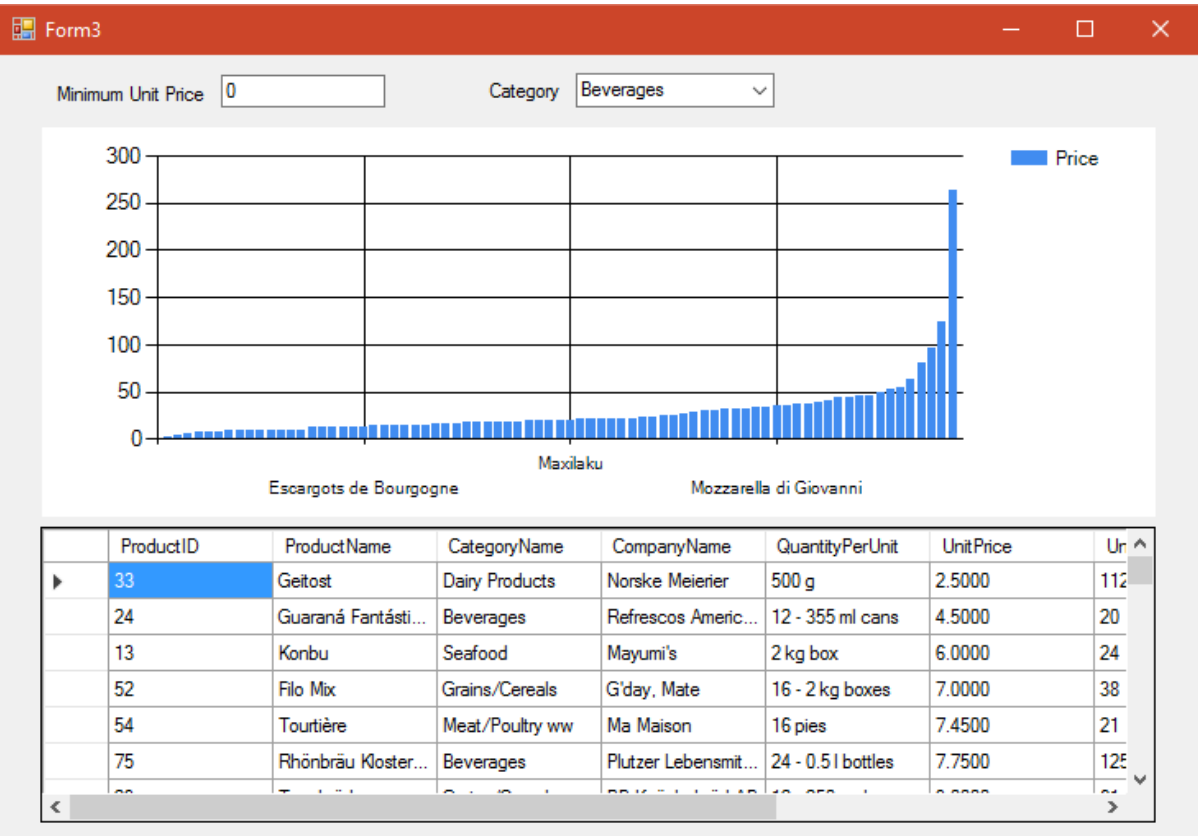 Form3
Minimum Unit Price 0 Category Beverages
300
250
200
150
100
50
0
Price
Maxilaku
Escargots de Bourgogne Mozzarella di Giovanni
ProductID ProductName CategoryName CompanyName QuantityPerUnit UnitPrice Un
33 Geitost Dairy Products Norske Meierier 500 g 2.5000 112
24 Guaraná Fantásti... Beverages Refrescos Americ... 12 - 355 ml cans 4.5000 20
13 Konbu Seafood Mayumi's 2 kg box 6.0000 24
52 Filo Mix Grains/Cereals G'day, Mate 16 - 2 kg boxes 7.0000 38
54 Tourtière Meat/Poultry ww Ma Maison 16 pies 7.4500 21
75 Rhönbräu Kloster... Beverages Plutzer Lebensmit... 24 - 0.5 l bottles 7.7500 125